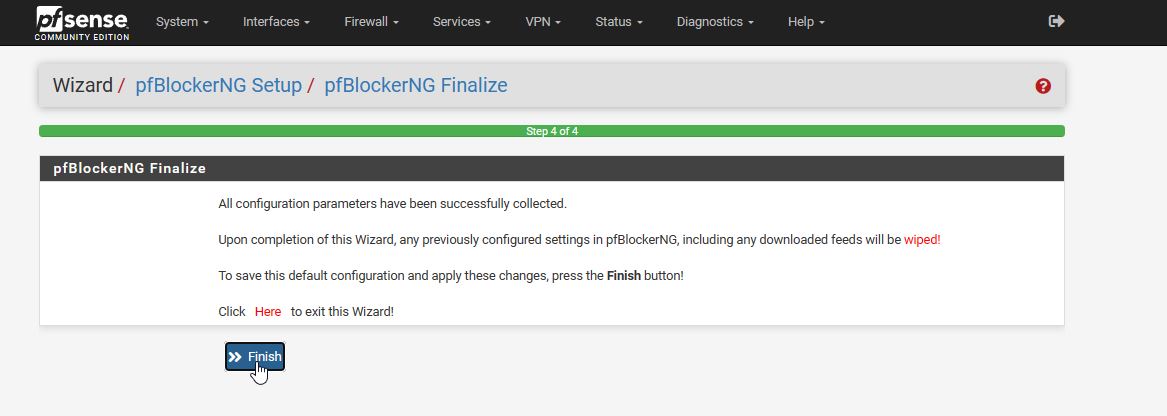 pfsense
COMMUNITY EDITION
System Interfaces Firewall Services VPN Status Diagnostics Help
Wizard / pfBlockerNG Setup / pfBlockerNG Finalize
Step 4 of 4
pfBlockerNG Finalize
All configuration parameters have been successfully collected.
Upon completion of this Wizard, any previously configured settings in pfBlockerNG, including any downloaded feeds will be wiped!
To save this default configuration and apply these changes, press the Finish button!
Click Here to exit this Wizard!
Finish